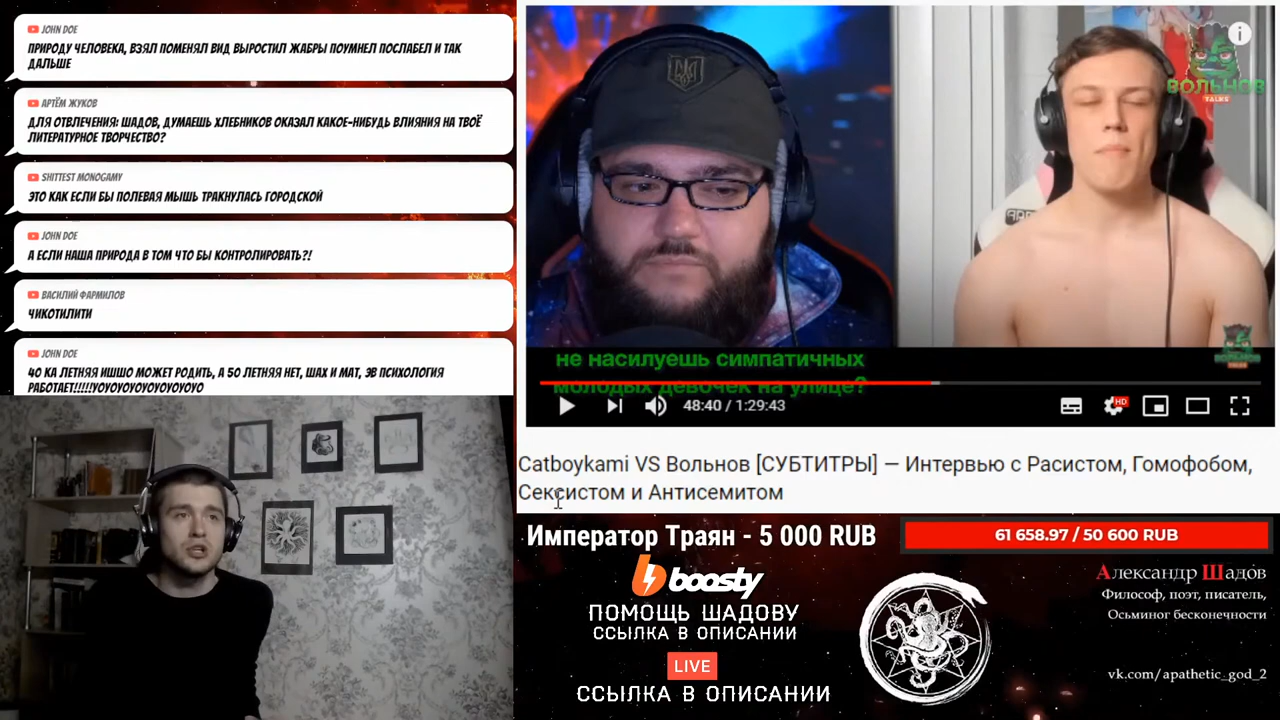 JOHN DOE
ПРИРОДУ ЧЕЛОВЕКА, ВЗЯЛ ПОМЕНЯЛ ВИД ВЫРОСТИЛ ЖАБРЫ ПОУМНЕЛ ПОСЛАБЕЛ И ТАК
ДАЛЬШЕ
АРТЁМ ЖУКОВ
ДЛЯ ОТВЛЕЧЕНИЯ: ШАДОВ, ДУМАЕШЬ ХЛЕБНИКОВ ОКАЗАЛ КАКОЕ-НИБУДЬ ВЛИЯНИЯ НА ТВОЁ
ЛИТЕРАТУРНОЕ ТВОРЧЕСТВО?
SHITTEST MONOGAMY
ЭТО КАК ЕСЛИ БЫ ПОЛЕВАЯ МЫШЬ ТРАКНУЛАСЬ ГОРОДСКОЙ
JOHN DOE
А ЕСЛИ НАША ПРИРОДА В ТОМ ЧТО БЫ КОНТРОЛИРОВАТЬ?!
ВАСИЛИЙ ФАРМИЛОВ
ЧИКОТИЛИТИ
JOHN DOE
40 КА ЛЕТНЯЯ ИШШО МОЖЕТ РОДИТЬ, А 50 ЛЕТНЯЯ НЕТ, ШАХ И МАТ, ЭВ ПСИХОЛОГИЯ
РАБОТАЕТ!!!!!УОУОУОУОУОУОУОУО
ВОЛЬНОВ
TALKS
не насилуешь симпатичных
молодых девочек на улице?
48:40 / 1:29:43
HD
Catboykami VS Вольнов [СУБТИТРЫ] — Интервью с Расистом, Гомофобом,
Сексистом и Антисемитом
Император Траян - 5 000 RUB
61 658.97 / 50 600 RUB
boosty
ПОМОЩЬ ШАДОВУ
ССЫЛКА В ОПИСАНИИ
LIVE
ССЫЛКА В ОПИСАНИИ
Александр Шадов
Философ, поэт, писатель,
Осьминог бесконечности
vk.com/apathetic_god_2